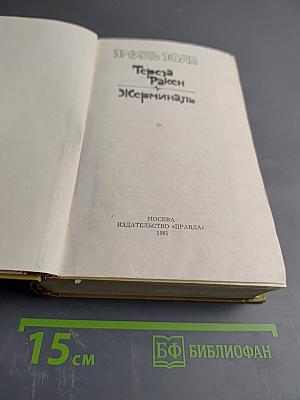 ЭМИЛЬ ЗОЛЯ
Тереза
Ракен
Жерминаль
МОСКВА
ИЗДАТЕЛЬСТВО «ПРАВДА»
1981
15 см
БФ БИБЛИОФАН